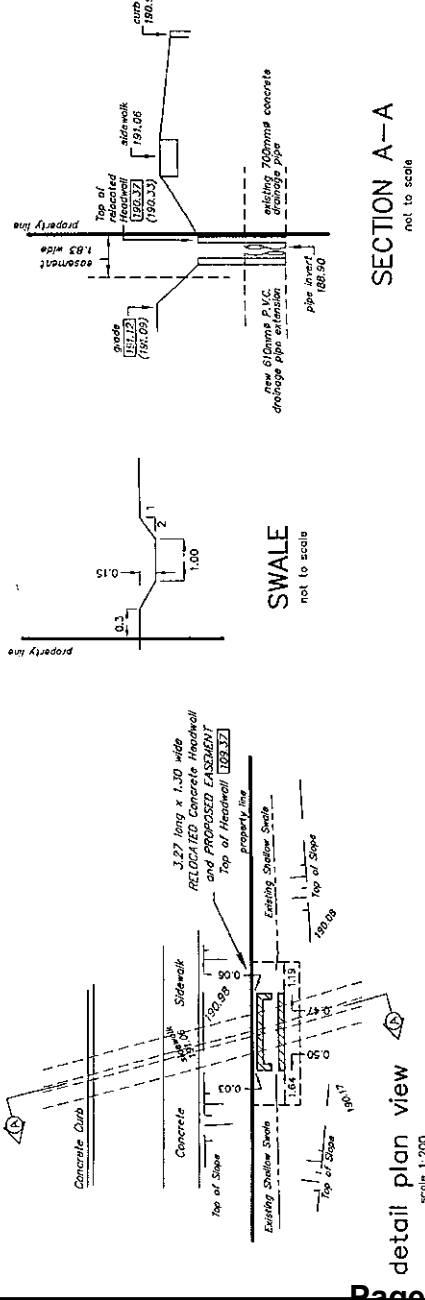 Concrete Curb
Concrete
Sidewalk
sidewalk
191.06
190.98
Top of Slope
0.03
0.06
3.27 long x 1.30 wide
RELOCATED Concrete Headwall
and PROPOSED EASEMENT
Top of Headwall 109.37
property line
Existing Shallow Swale
Existing Shallow Swale
1.64
0.50
0.47
1.19
190.17
Top of Slope
Top of Slope
190.08
A
A
detail plan view
scale 1:200
property line
0.3
0.15
1.00
2
1
SWALE
not to scale
property line
easement
1.83 wide
grade
191.12
(191.09)
Top of
relocated
Headwall
190.37
(190.33)
sidewalk
191.06
curb
190.9
new 610mmø P.V.C.
drainage pipe extension
pipe invert
188.90
existing 700mmø concrete
drainage pipe
SECTION A-A
not to scale
Page